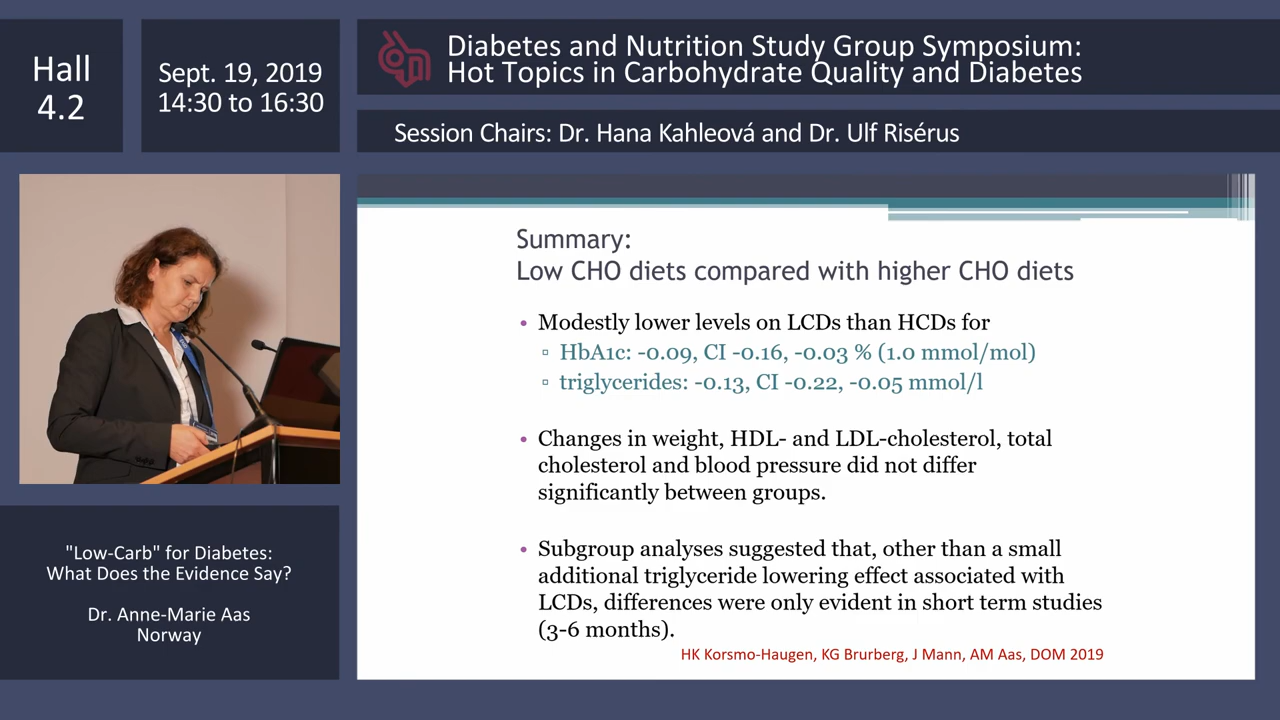 Hall
4.2
Sept. 19, 2019
14:30 to 16:30
Diabetes and Nutrition Study Group Symposium:
Hot Topics in Carbohydrate Quality and Diabetes
Session Chairs: Dr. Hana Kahleová and Dr. Ulf Risérus
Summary:
Low CHO diets compared with higher CHO diets
• Modestly lower levels on LCDs than HCDs for
▫ HbA1c: -0.09, CI -0.16, -0.03 % (1.0 mmol/mol)
▫ triglycerides: -0.13, CI -0.22, -0.05 mmol/l
• Changes in weight, HDL- and LDL-cholesterol, total
cholesterol and blood pressure did not differ
significantly between groups.
• Subgroup analyses suggested that, other than a small
additional triglyceride lowering effect associated with
LCDs, differences were only evident in short term studies
(3-6 months).
HK Korsmo-Haugen, KG Brurberg, J Mann, AM Aas, DOM 2019
"Low-Carb" for Diabetes:
What Does the Evidence Say?
Dr. Anne-Marie Aas
Norway